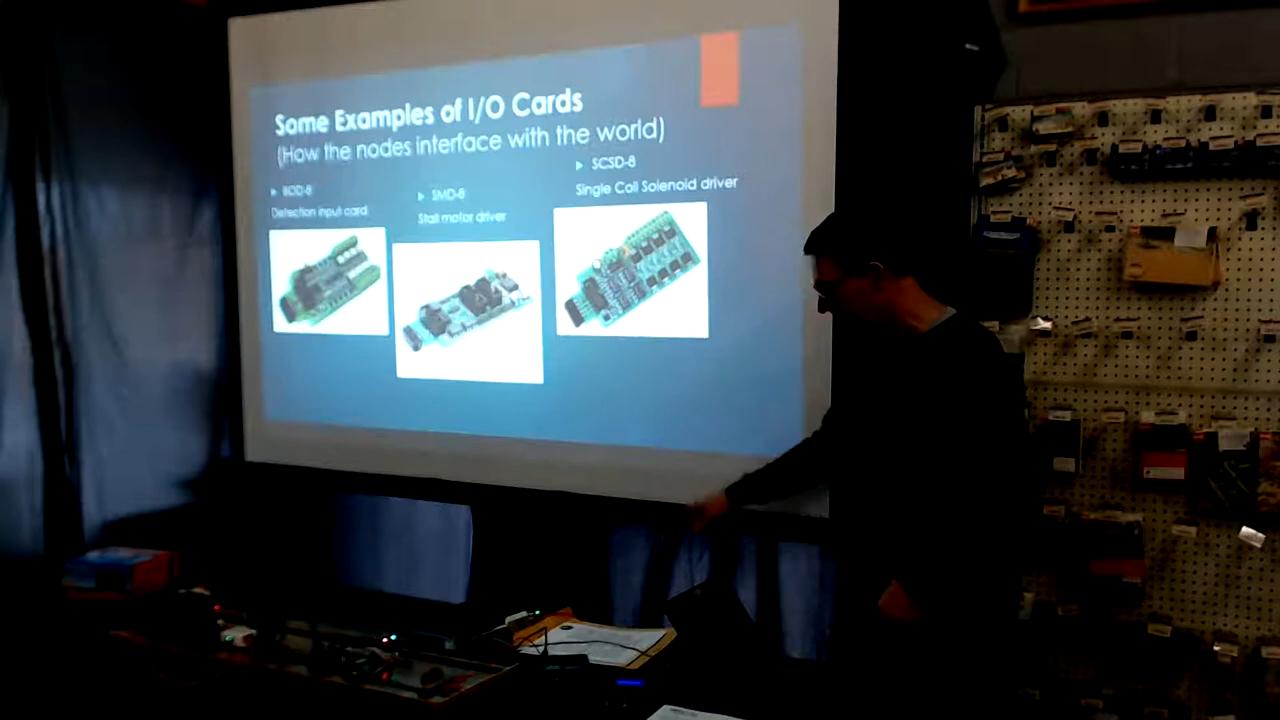 Some Examples of I/O Cards
(How the nodes interface with the world)
BOD-8
Detection input card
SMD-8
Stall motor driver
SCSD-8
Single Coil Solenoid driver